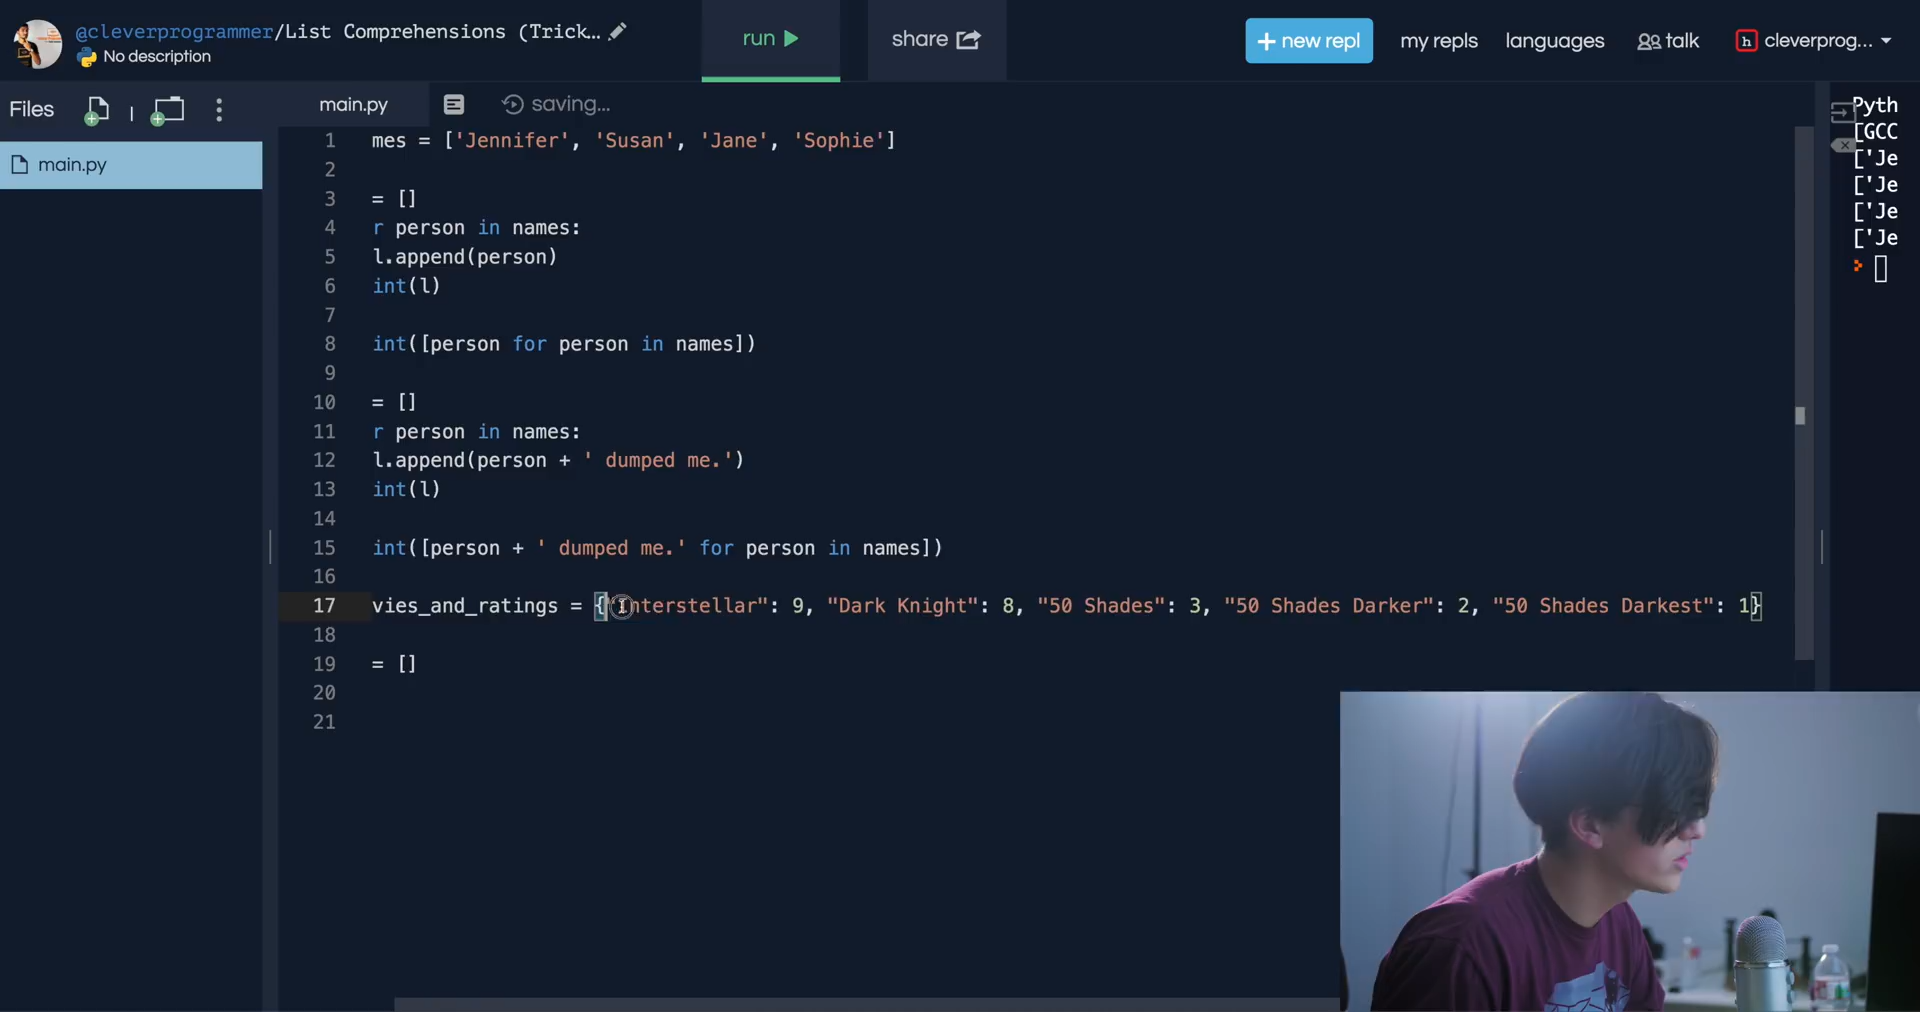 @cleverprogrammer/List Comprehensions (Trick...
No description
run
share
+ new repl
my repls
languages
talk
h
cleverprog...
Files
main.py
saving...
main.py
1 mes = ['Jennifer', 'Susan', 'Jane', 'Sophie']
2
3 = []
4 r person in names:
5 l.append(person)
6 int(l)
7
8 int([person for person in names])
9
10 = []
11 r person in names:
12 l.append(person + ' dumped me.')
13 int(l)
14
15 int([person + ' dumped me.' for person in names])
16
17 vies_and_ratings = {"Interstellar": 9, "Dark Knight": 8, "50 Shades": 3, "50 Shades Darker": 2, "50 Shades Darkest": 1}
18
19 = []
20
21
Pyth
[GCC
['Je
['Je
['Je
['Je